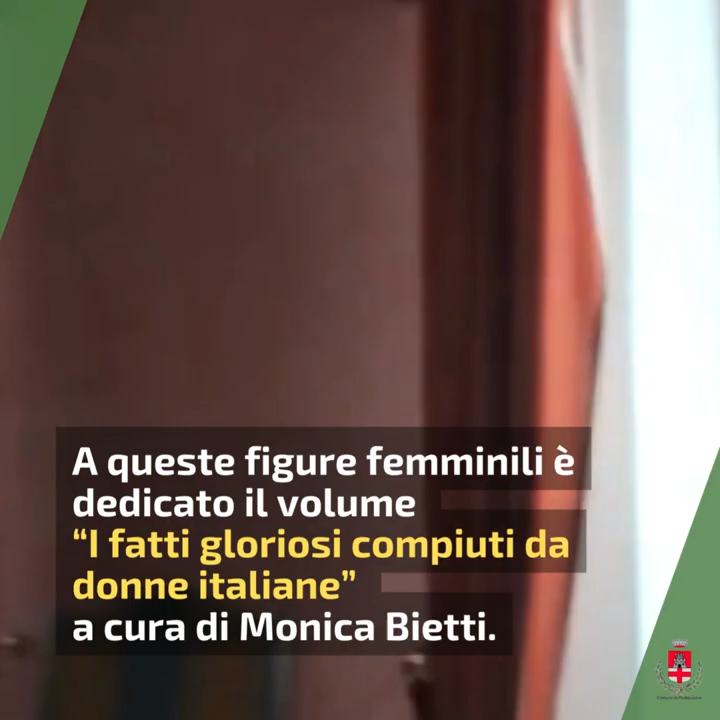 A queste figure femminili è
dedicato il volume
“I fatti gloriosi compiuti da
donne italiane”
a cura di Monica Bietti.